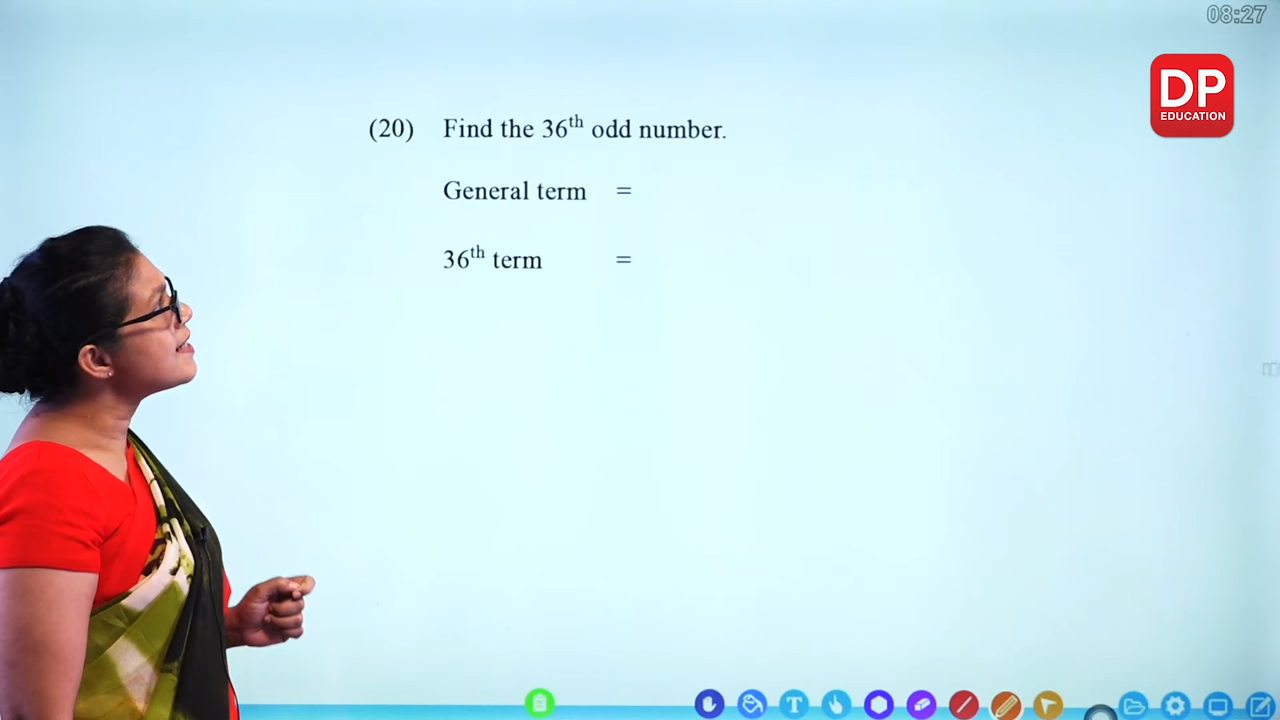 08:27
DP
EDUCATION
(20) Find the 36th odd number.
General term =
36th term =
T